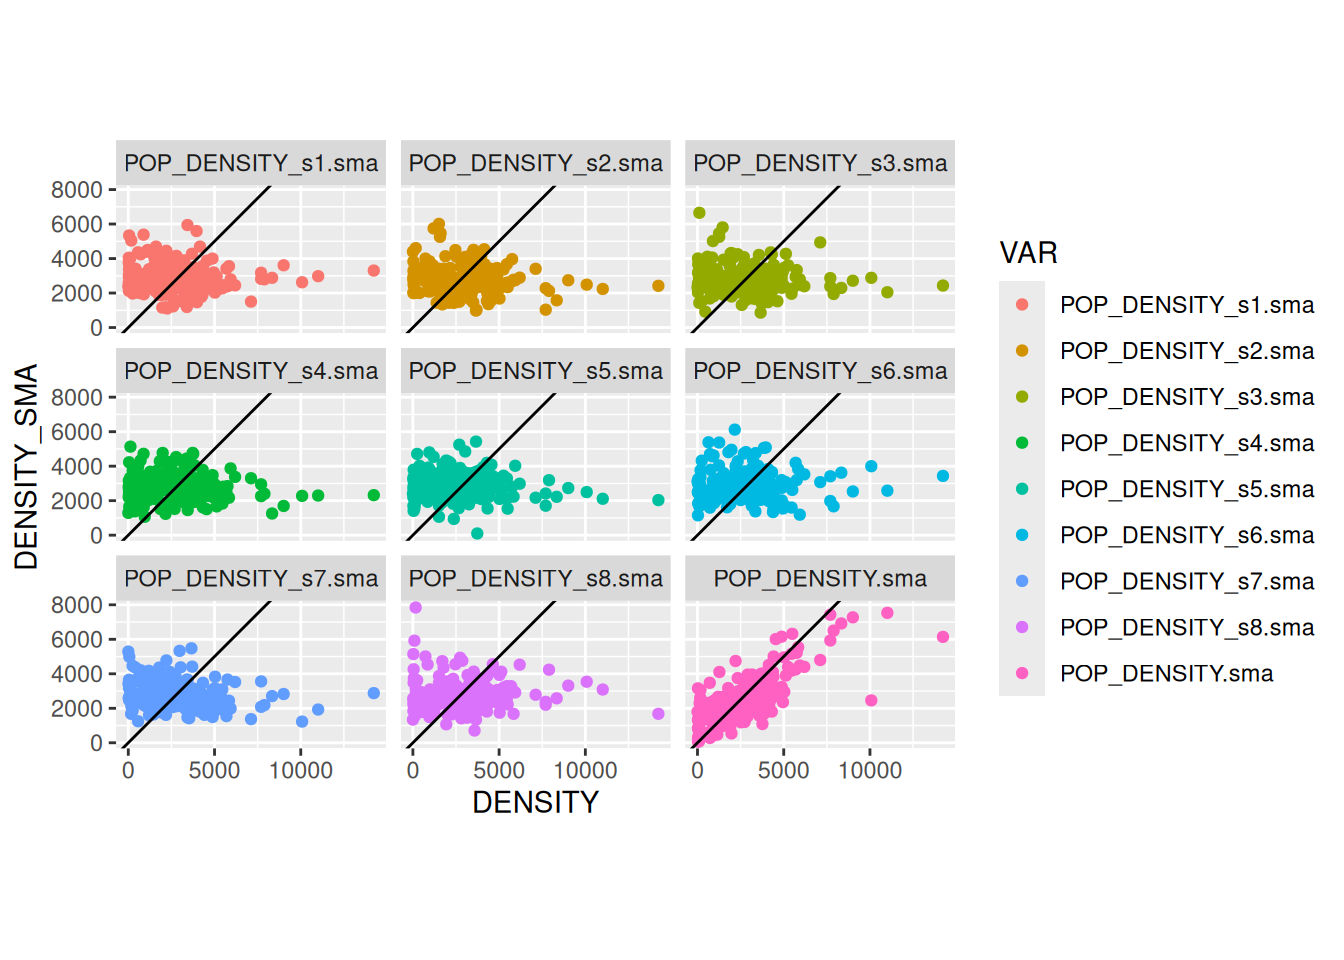 POP_DENSITY_s1.sma POP_DENSITY_s2.sma POP_DENSITY_s3.sma
8000
6000
4000
2000
0
POP_DENSITY_s4.sma POP_DENSITY_s5.sma POP_DENSITY_s6.sma
8000
6000
4000
2000
0
POP_DENSITY_s7.sma POP_DENSITY_s8.sma POP_DENSITY.sma
8000
6000
4000
2000
0
0 5000 10000 0 5000 10000 0 5000 10000
DENSITY
DENSITY_SMA
VAR
POP_DENSITY_s1.sma
POP_DENSITY_s2.sma
POP_DENSITY_s3.sma
POP_DENSITY_s4.sma
POP_DENSITY_s5.sma
POP_DENSITY_s6.sma
POP_DENSITY_s7.sma
POP_DENSITY_s8.sma
POP_DENSITY.sma